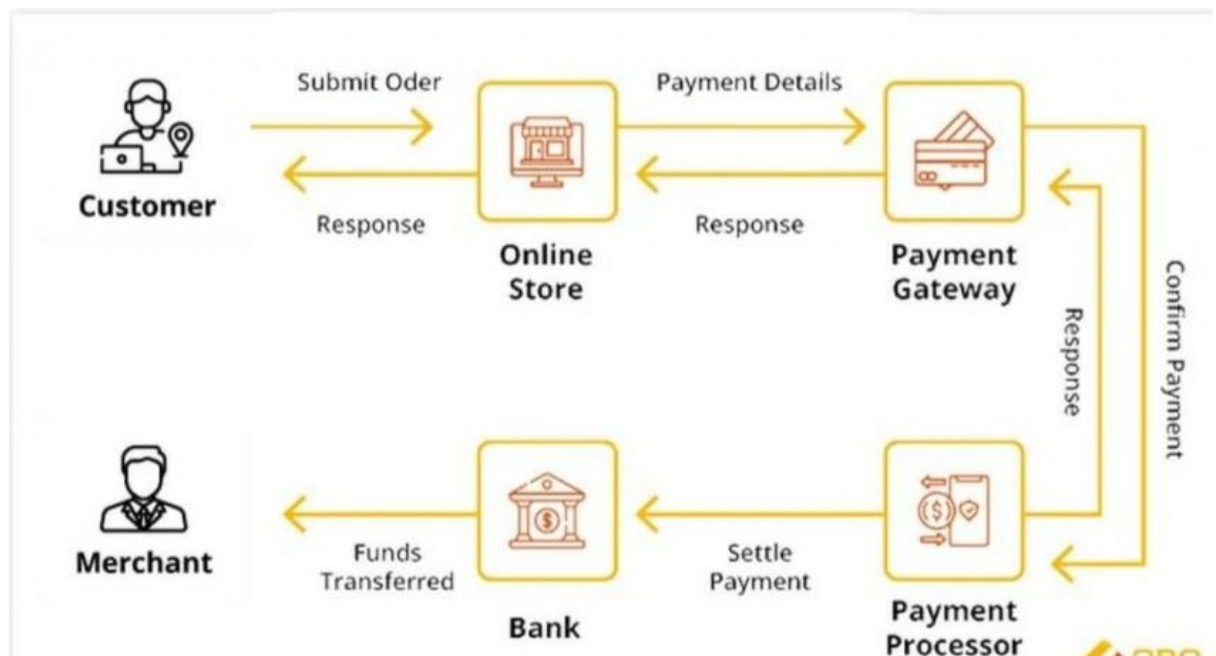 Submit Oder
Payment Details
Customer
Response
Response
Online
Store
Payment
Gateway
Response
Confirm Payment
Merchant
Funds
Transferred
Settle
Payment
Bank
Payment
Processor